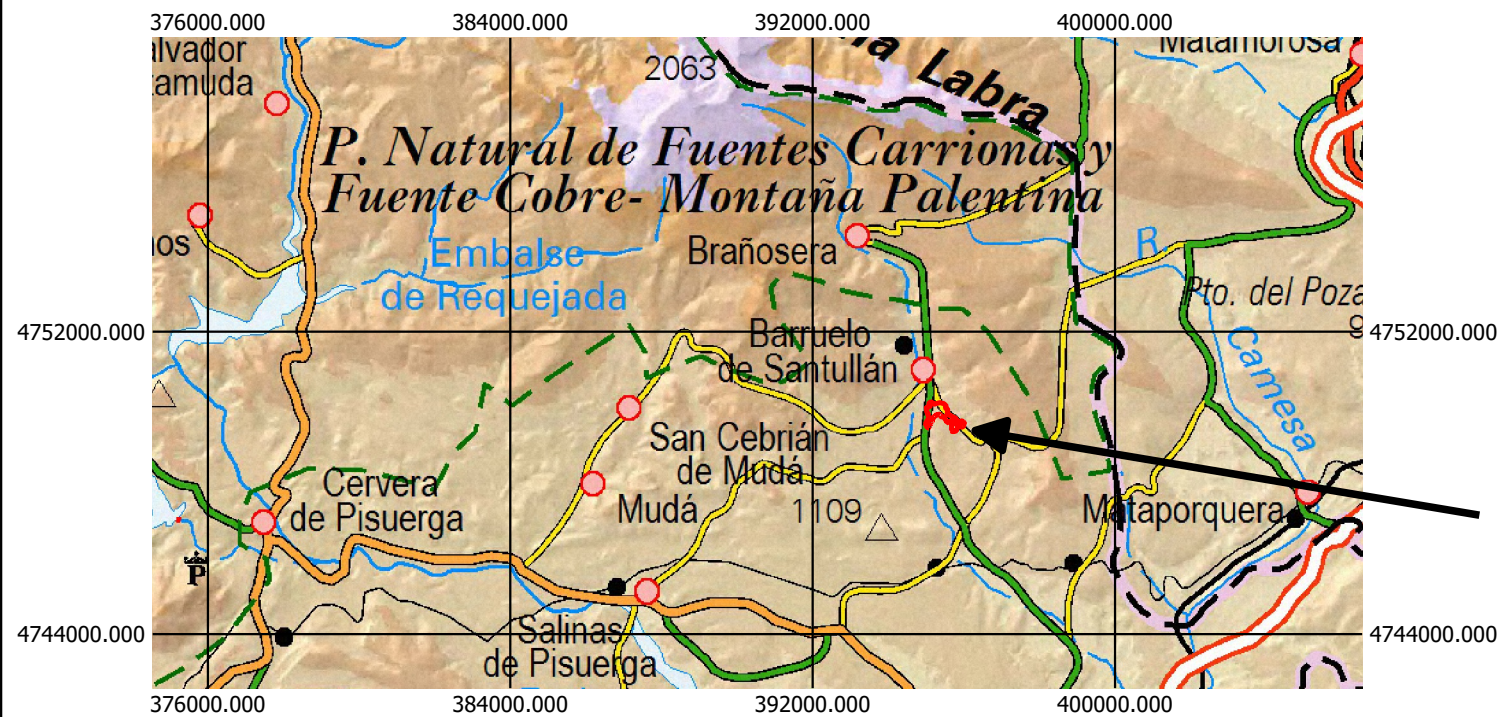 376000.000 384000.000 392000.000 400000.000
alvador
tamuda
2063
Labra
Matamorosa
P. Natural de Fuentes Carrionas y
Fuente Cobre- Montaña Palentina
os
Embalse
de Requejada
Brañosera
R.
Pto. del Poza
4752000.000
4752000.000
Barruelo
de Santullán
Camesa
San Cebrián
de Mudá
Cervera
de Pisuerga
Mudá
1109
Mataporquera
P
4744000.000
4744000.000
Salinas
de Pisuerga
376000.000 384000.000 392000.000 400000.000